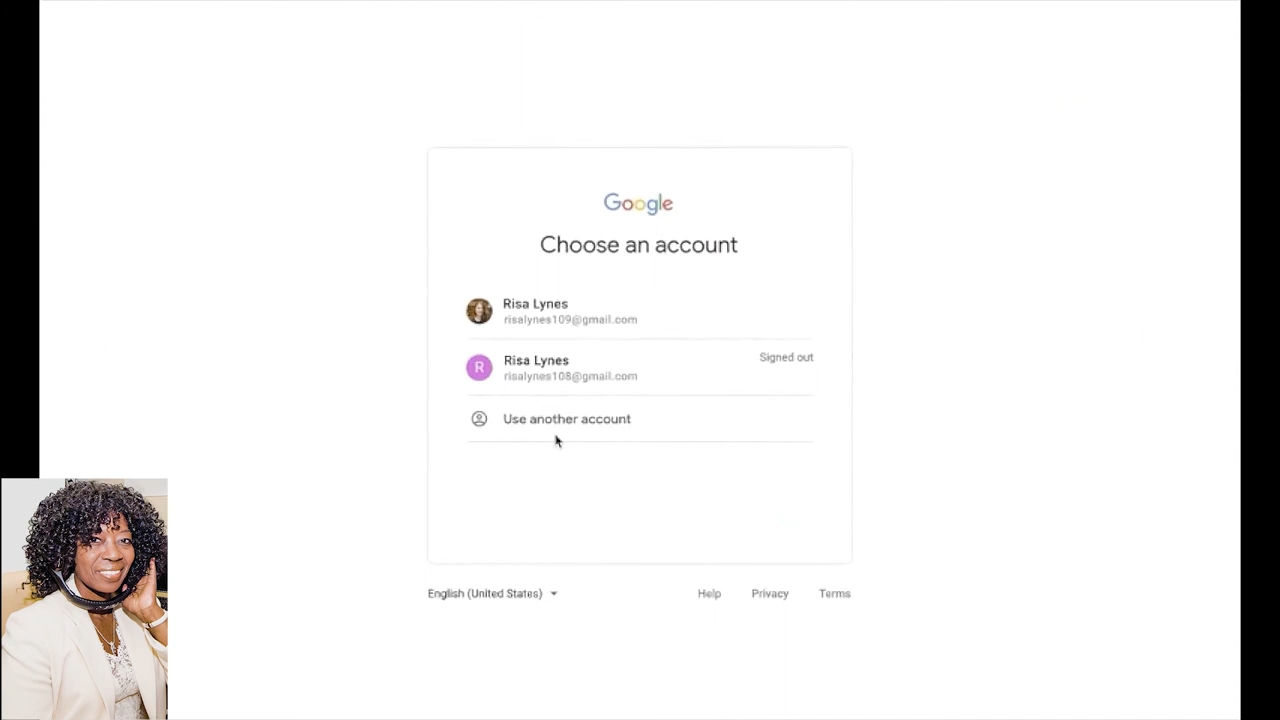 Google
Choose an account
Risa Lynes
risalynes109@gmail.com
Risa Lynes
Signed out
R
risalynes108@gmail.com
Use another account
English (United States)
Help
Privacy
Terms